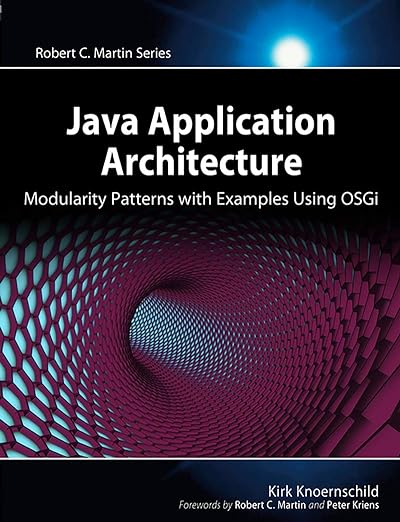 Robert C. Martin Series
Java Application
Architecture
Modularity Patterns with Examples Using OSGi
Kirk Knoernschild
Forewords by Robert C. Martin and Peter Kriens